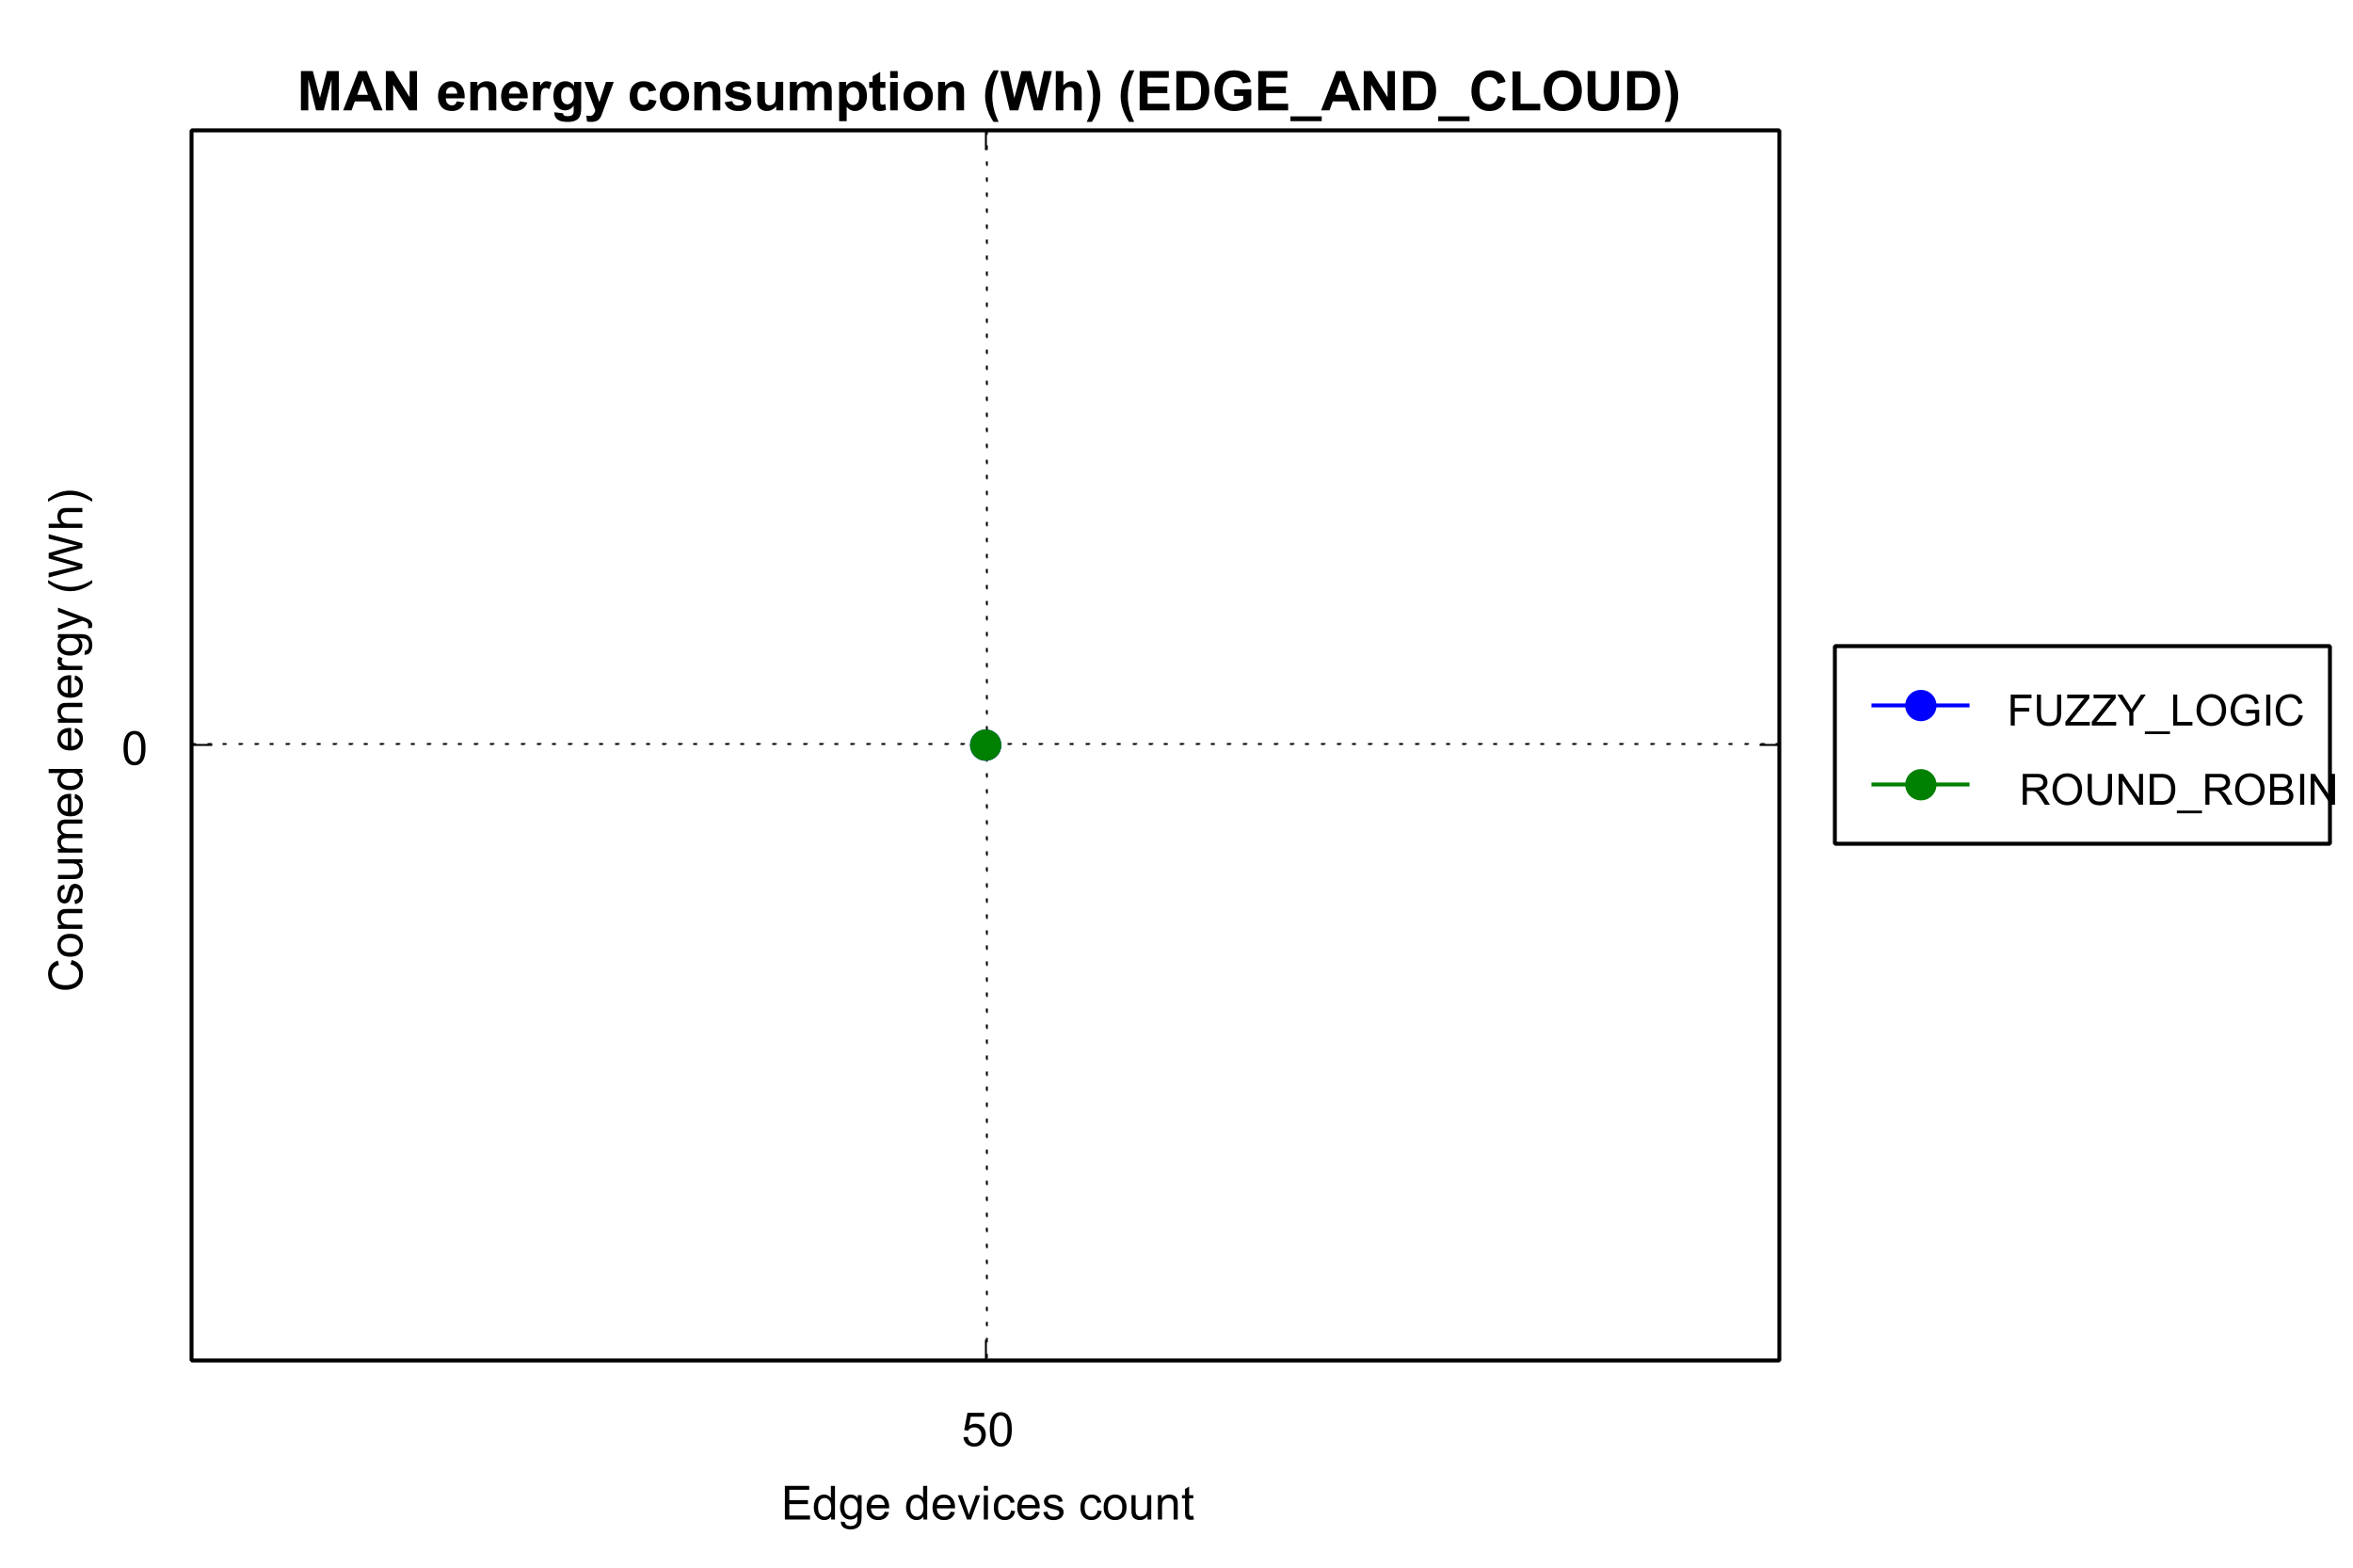 MAN energy consumption (Wh) (EDGE_AND_CLOUD)
Consumed energy (Wh)
0
FUZZY_LOGIC
ROUND_ROBIN
50
Edge devices count